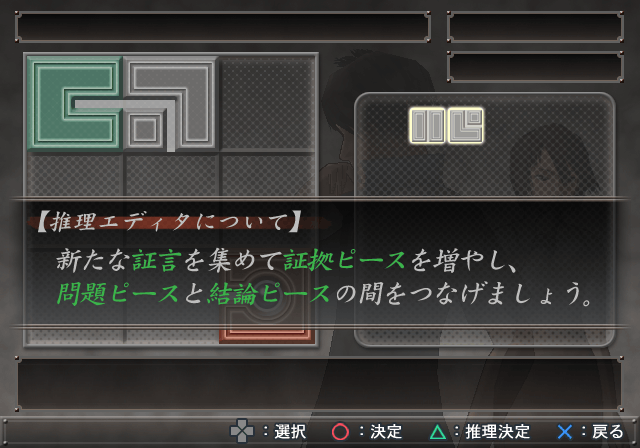 【推理エディタについて】
新たな証言を集めて証拠ピースを増やし、
問題ピースと結論ピースの間をつなげましょう。
：選択 ：決定 ：推理決定 ：戻る